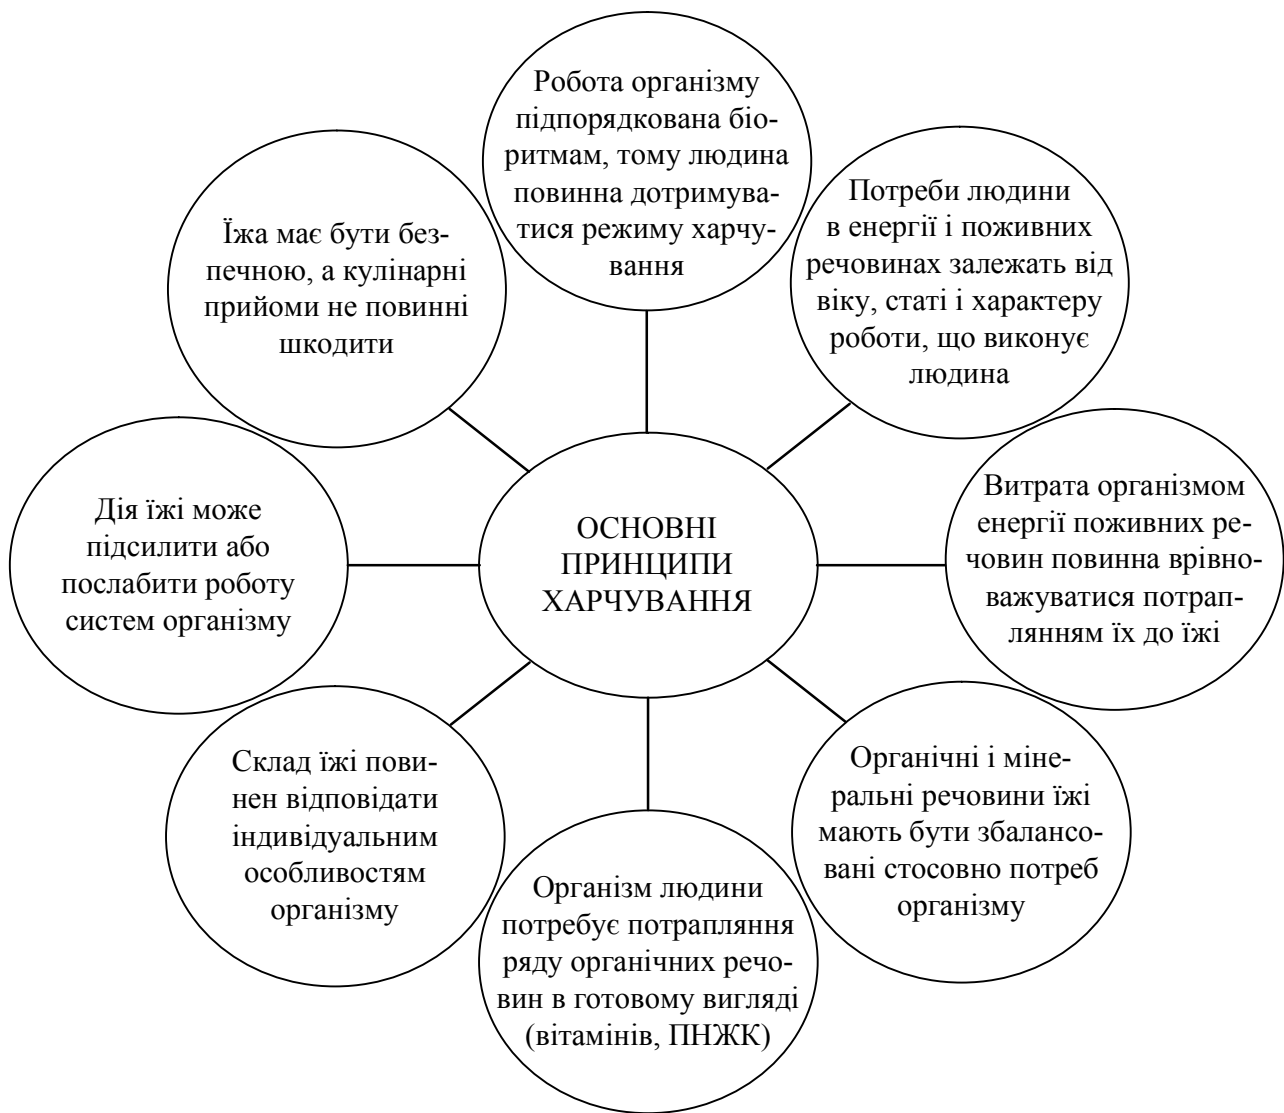 Робота організму
підпорядкована біо-
ритмам, тому людина
повинна дотримува-
тися режиму харчу-
вання
Потреби людини
в енергії і поживних
речовинах залежать від
віку, статі і характеру
роботи, що виконує
людина
Витрата організмом
енергії поживних ре-
човин повинна врівно-
важуватися потрап-
лянням їх до їжі
Органічні і міне-
ральні речовини їжі
мають бути збалансо-
вані стосовно потреб
організму
Організм людини
потребує потрапляння
ряду органічних речо-
вин в готовому вигляді
(вітамінів, ПНЖК)
Склад їжі пови-
нен відповідати
індивідуальним
особливостям
організму
Дія їжі може
підсилити або
послабити роботу
систем організму
Їжа має бути без-
печною, а кулінарні
прийоми не повинні
шкодити
ОСНОВНІ
ПРИНЦИПИ
ХАРЧУВАННЯ